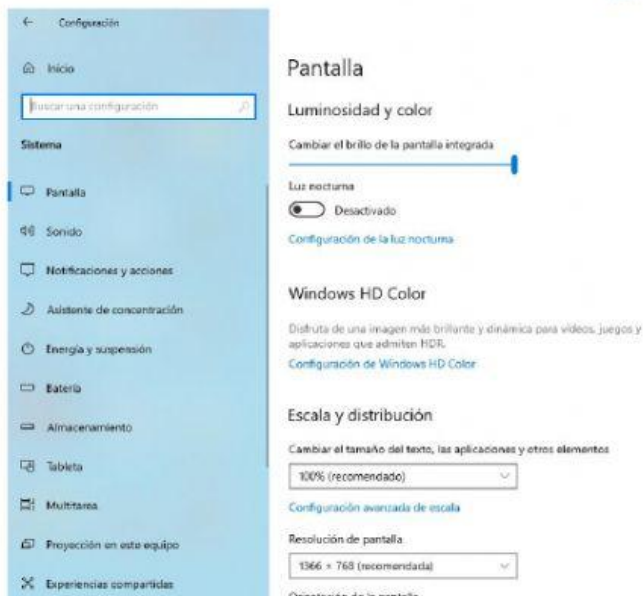 Configuración
Inicio
Buscar una configuración
Sistema
Pantalla
Sonido
Notificaciones y acciones
Asistente de concentración
Energía y suspensión
Batería
Almacenamiento
Tableta
Multitarea
Proyección en este equipo
Experiencias compartidas
Pantalla
Luminosidad y color
Cambiar el brillo de la pantalla integrada
Luz nocturna
Desactivado
Configuración de la luz nocturna
Windows HD Color
Disfruta de una imagen más brillante y dinámica para vídeos, juegos y
aplicaciones que admiten HDR.
Configuración de Windows HD Color
Escala y distribución
Cambiar el tamaño del texto, las aplicaciones y otros elementos
100% (recomendado)
Configuración avanzada de escala
Resolución de pantalla
1366 × 768 (recomendada)
Orientación de la pantalla